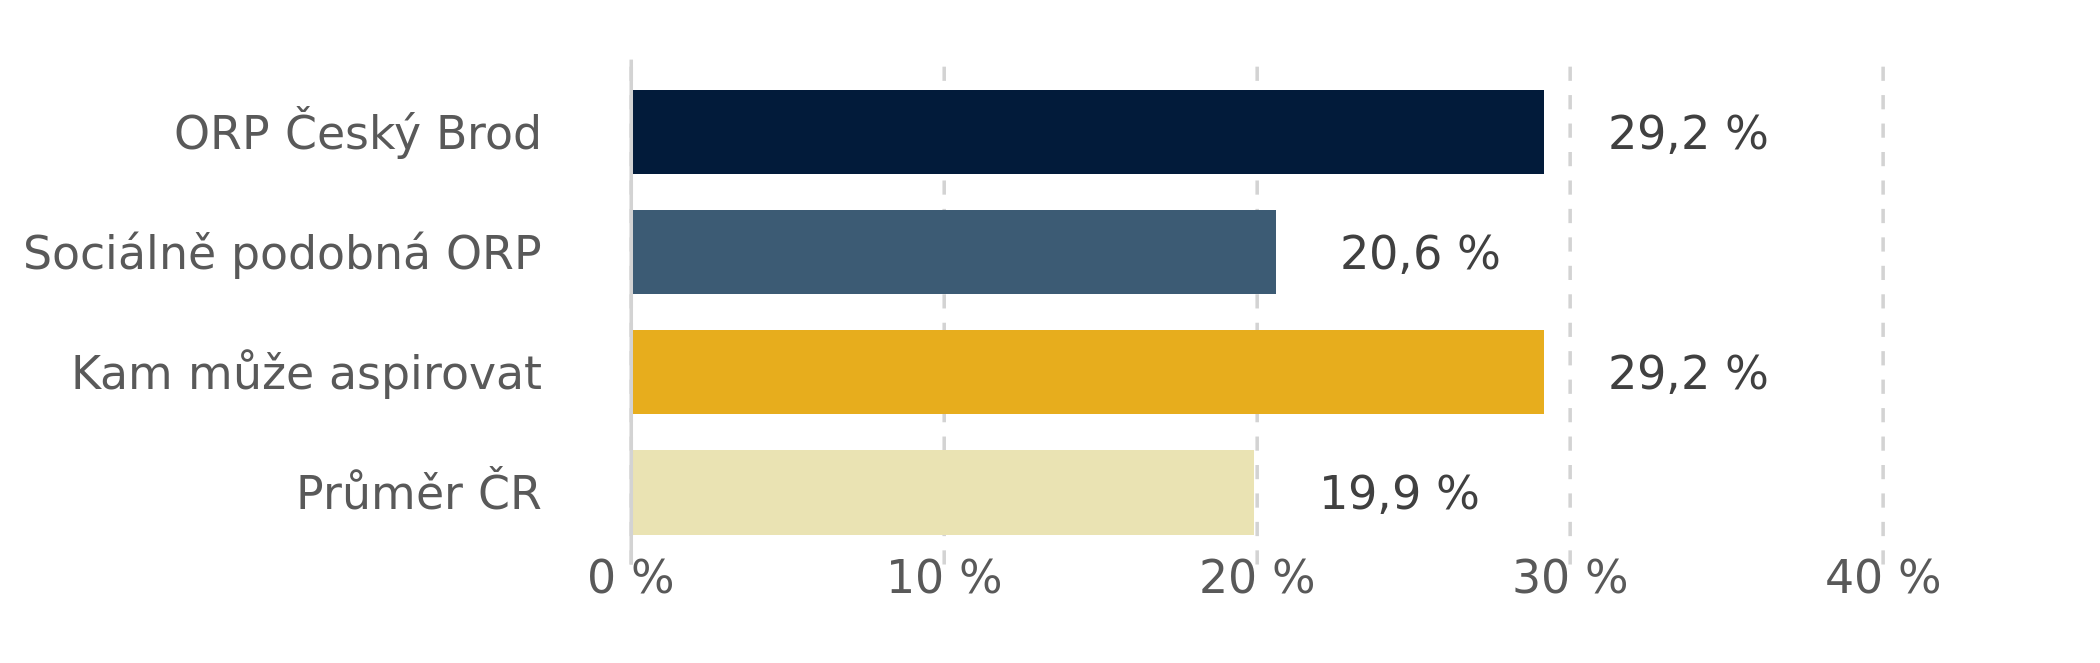 ORP Český Brod 29,2 %
Sociálně podobná ORP 20,6 %
Kam může aspirovat 29,2 %
Průměr ČR 19,9 %
0 % 10 % 20 % 30 % 40 %